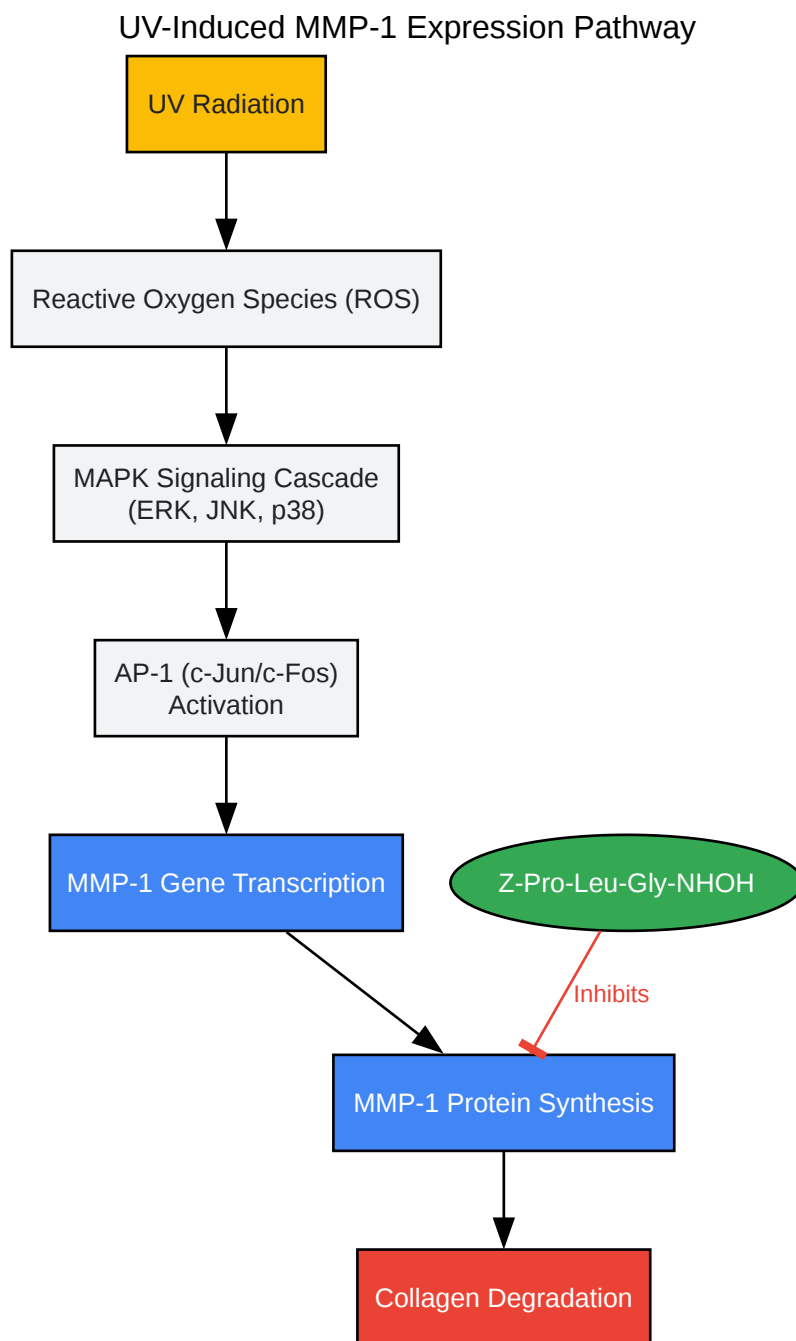 UV-Induced MMP-1 Expression Pathway
UV Radiation
Reactive Oxygen Species (ROS)
MAPK Signaling Cascade
(ERK, JNK, p38)
AP-1 (c-Jun/c-Fos)
Activation
MMP-1 Gene Transcription
Z-Pro-Leu-Gly-NHOH
Inhibits
MMP-1 Protein Synthesis
Collagen Degradation